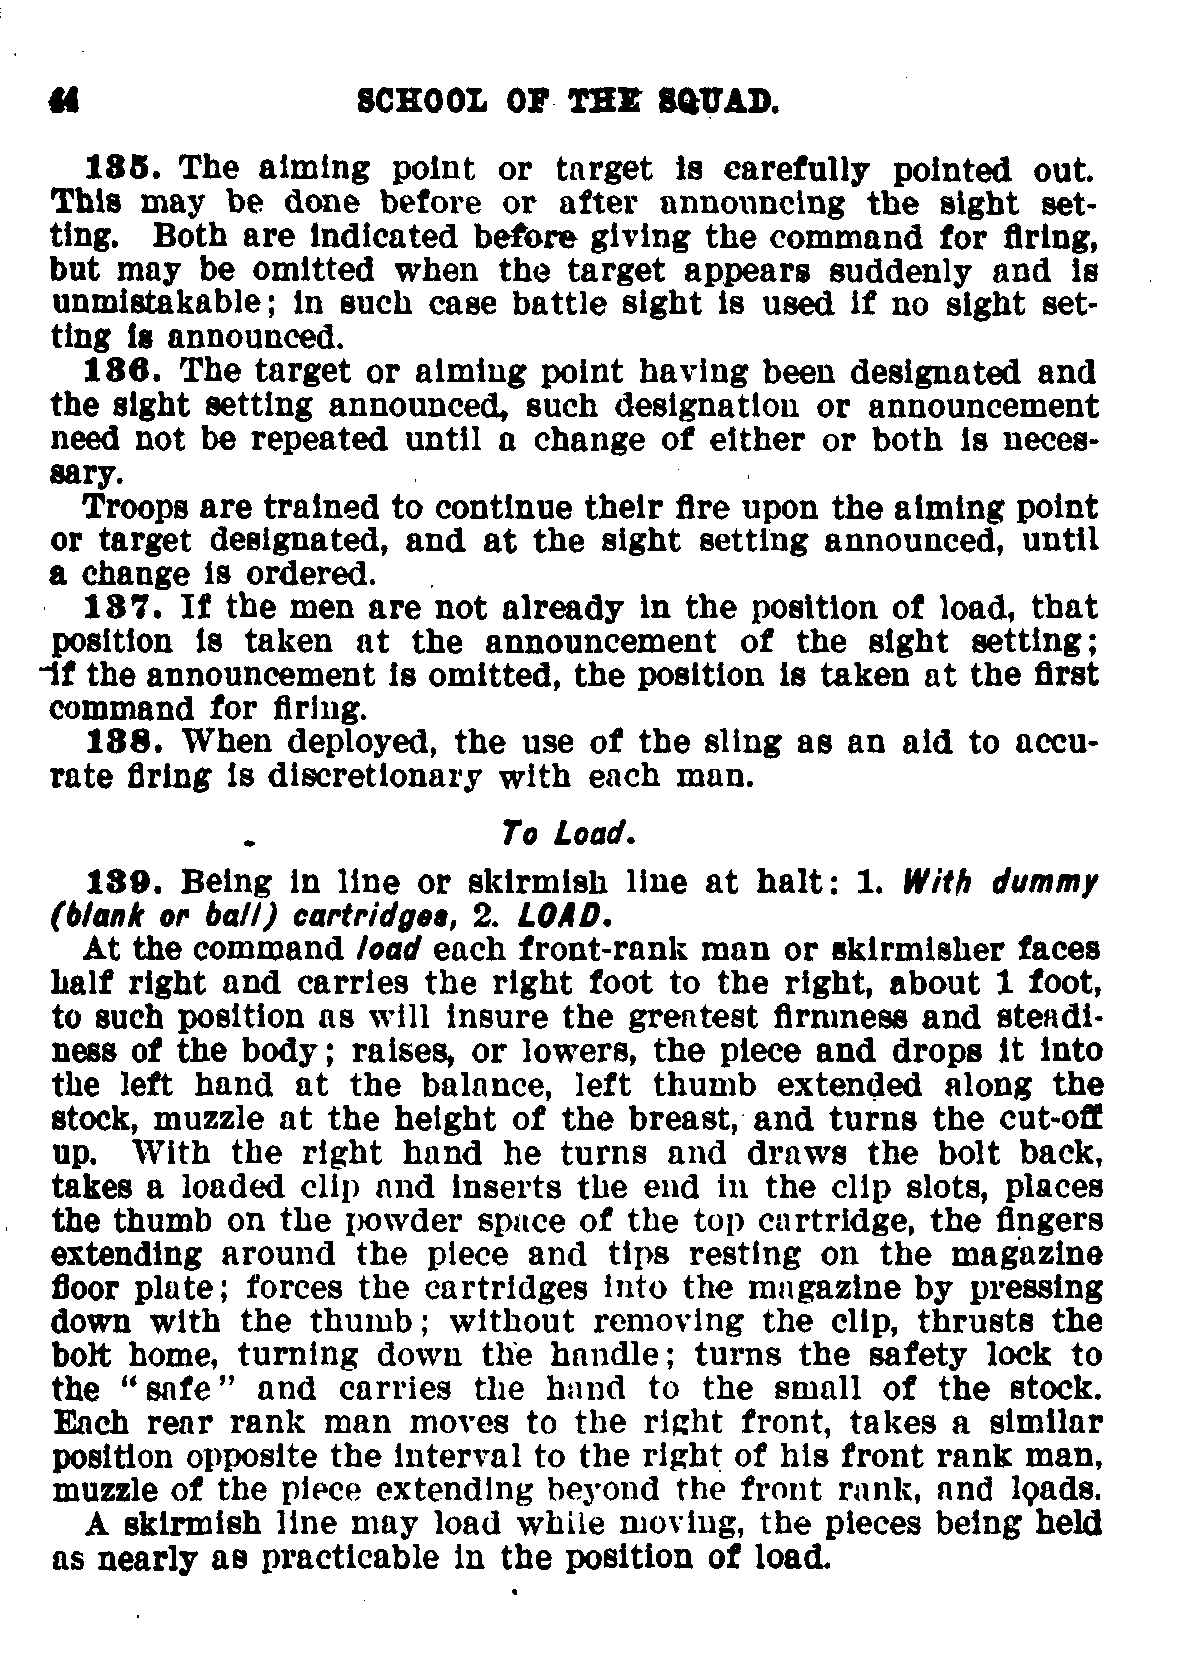 44 SCHOOL OF THE SQUAD.
135. The aiming point or target is carefully pointed out.
This may be done before or after announcing the sight set-
ting. Both are indicated before giving the command for firing,
but may be omitted when the target appears suddenly and is
unmistakable; in such case battle sight is used if no sight set-
ting is announced.
136. The target or aiming point having been designated and
the sight setting announced, such designation or announcement
need not be repeated until a change of either or both is neces-
sary.
Troops are trained to continue their fire upon the aiming point
or target designated, and at the sight setting announced, until
a change is ordered.
137. If the men are not already in the position of load, that
position is taken at the announcement of the sight setting;
if the announcement is omitted, the position is taken at the first
command for firing.
138. When deployed, the use of the sling as an aid to accu-
rate firing is discretionary with each man.
To Load.
139. Being in line or skirmish line at halt: 1. With dummy
(blank or ball) cartridges, 2. LOAD.
At the command load each front-rank man or skirmisher faces
half right and carries the right foot to the right, about 1 foot,
to such position as will insure the greatest firmness and steadi-
ness of the body; raises, or lowers, the piece and drops it into
the left hand at the balance, left thumb extended along the
stock, muzzle at the height of the breast, and turns the cut-off
up. With the right hand he turns and draws the bolt back,
takes a loaded clip and inserts the end in the clip slots, places
the thumb on the powder space of the top cartridge, the fingers
extending around the piece and tips resting on the magazine
floor plate; forces the cartridges into the magazine by pressing
down with the thumb; without removing the clip, thrusts the
bolt home, turning down the handle; turns the safety lock to
the "safe" and carries the hand to the small of the stock.
Each rear rank man moves to the right front, takes a similar
position opposite the interval to the right of his front rank man,
muzzle of the piece extending beyond the front rank, and loads.
A skirmish line may load while moving, the pieces being held
as nearly as practicable in the position of load.